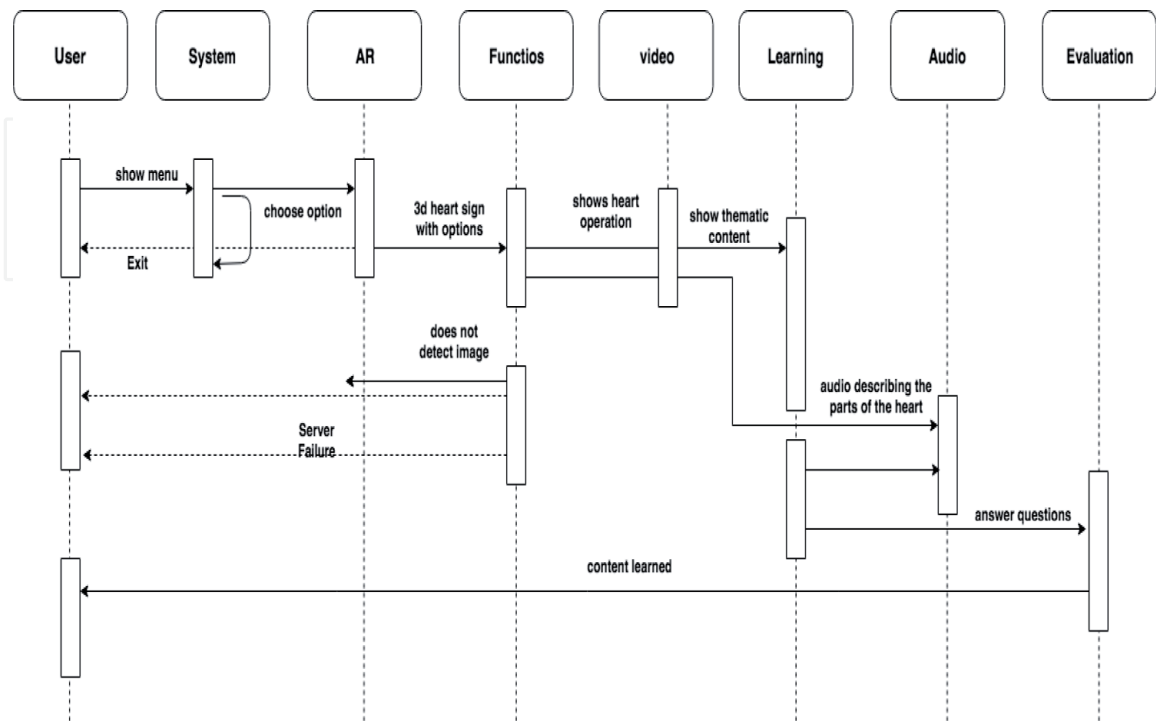 User
System
AR
Functios
video
Learning
Audio
Evaluation
show menu
choose option
Exit
3d heart sign
with options
shows heart
operation
show thematic
content
does not
detect image
audio describing the
parts of the heart
Server
Failure
answer questions
content learned